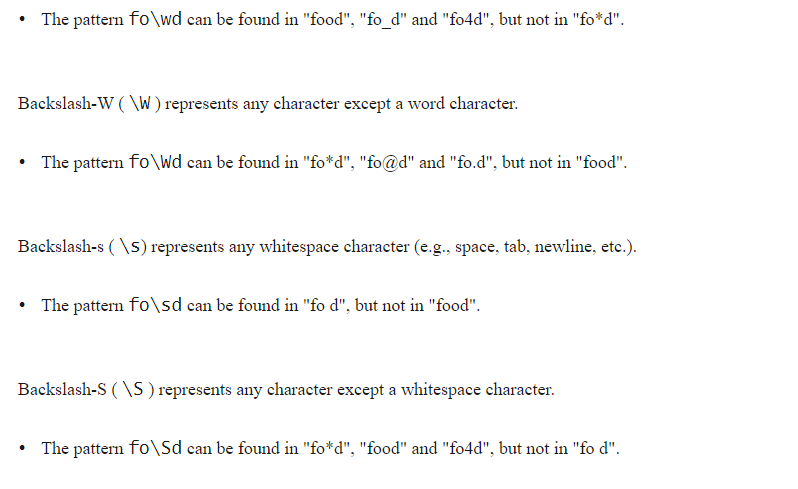 • The pattern fo\wd can be found in "food", "fo_d" and "fo4d", but not in "fo*d".
Backslash-W ( \W ) represents any character except a word character.
• The pattern fo\Wd can be found in "fo*d", "fo@d" and "fo.d", but not in "food".
Backslash-s ( \s) represents any whitespace character (e.g., space, tab, newline, etc.).
• The pattern fo\sd can be found in "fo d", but not in "food".
Backslash-S ( \S ) represents any character except a whitespace character.
• The pattern fo\Sd can be found in "fo*d", "food" and "fo4d", but not in "fo d".